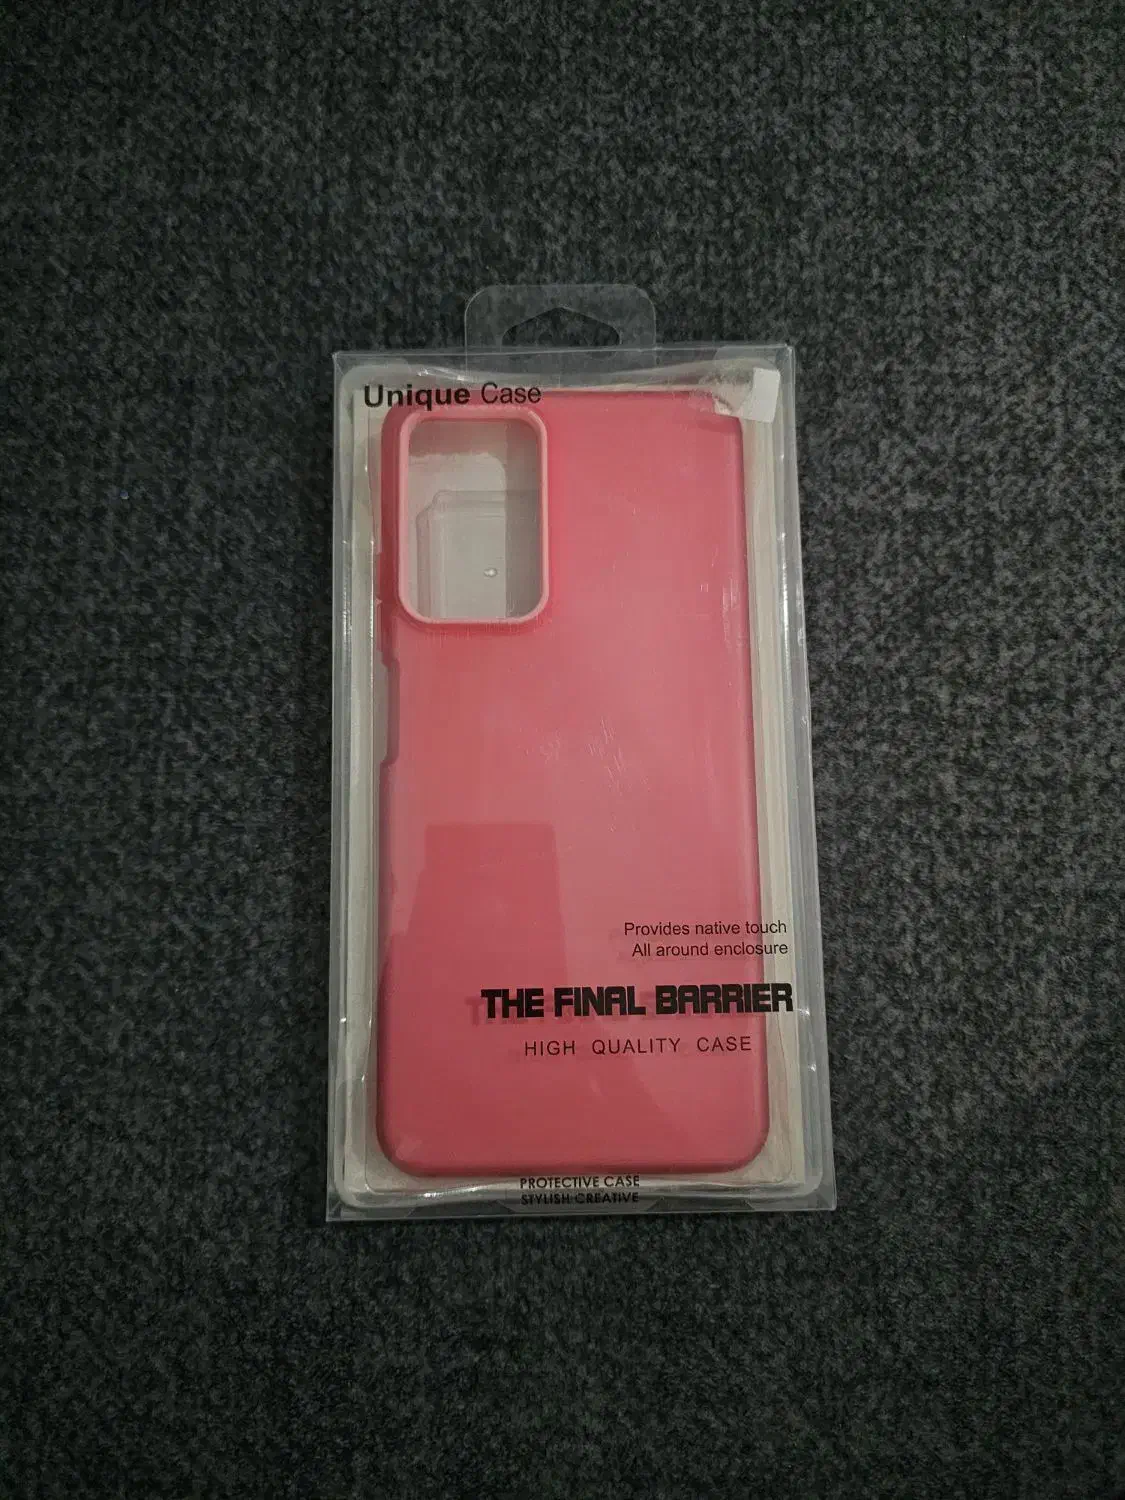 Unique Case
Provides native touch
All around enclosure
THE FINAL BARRIER
HIGH QUALITY CASE
PROTECTIVE CASE
STYLISH CREATIVE